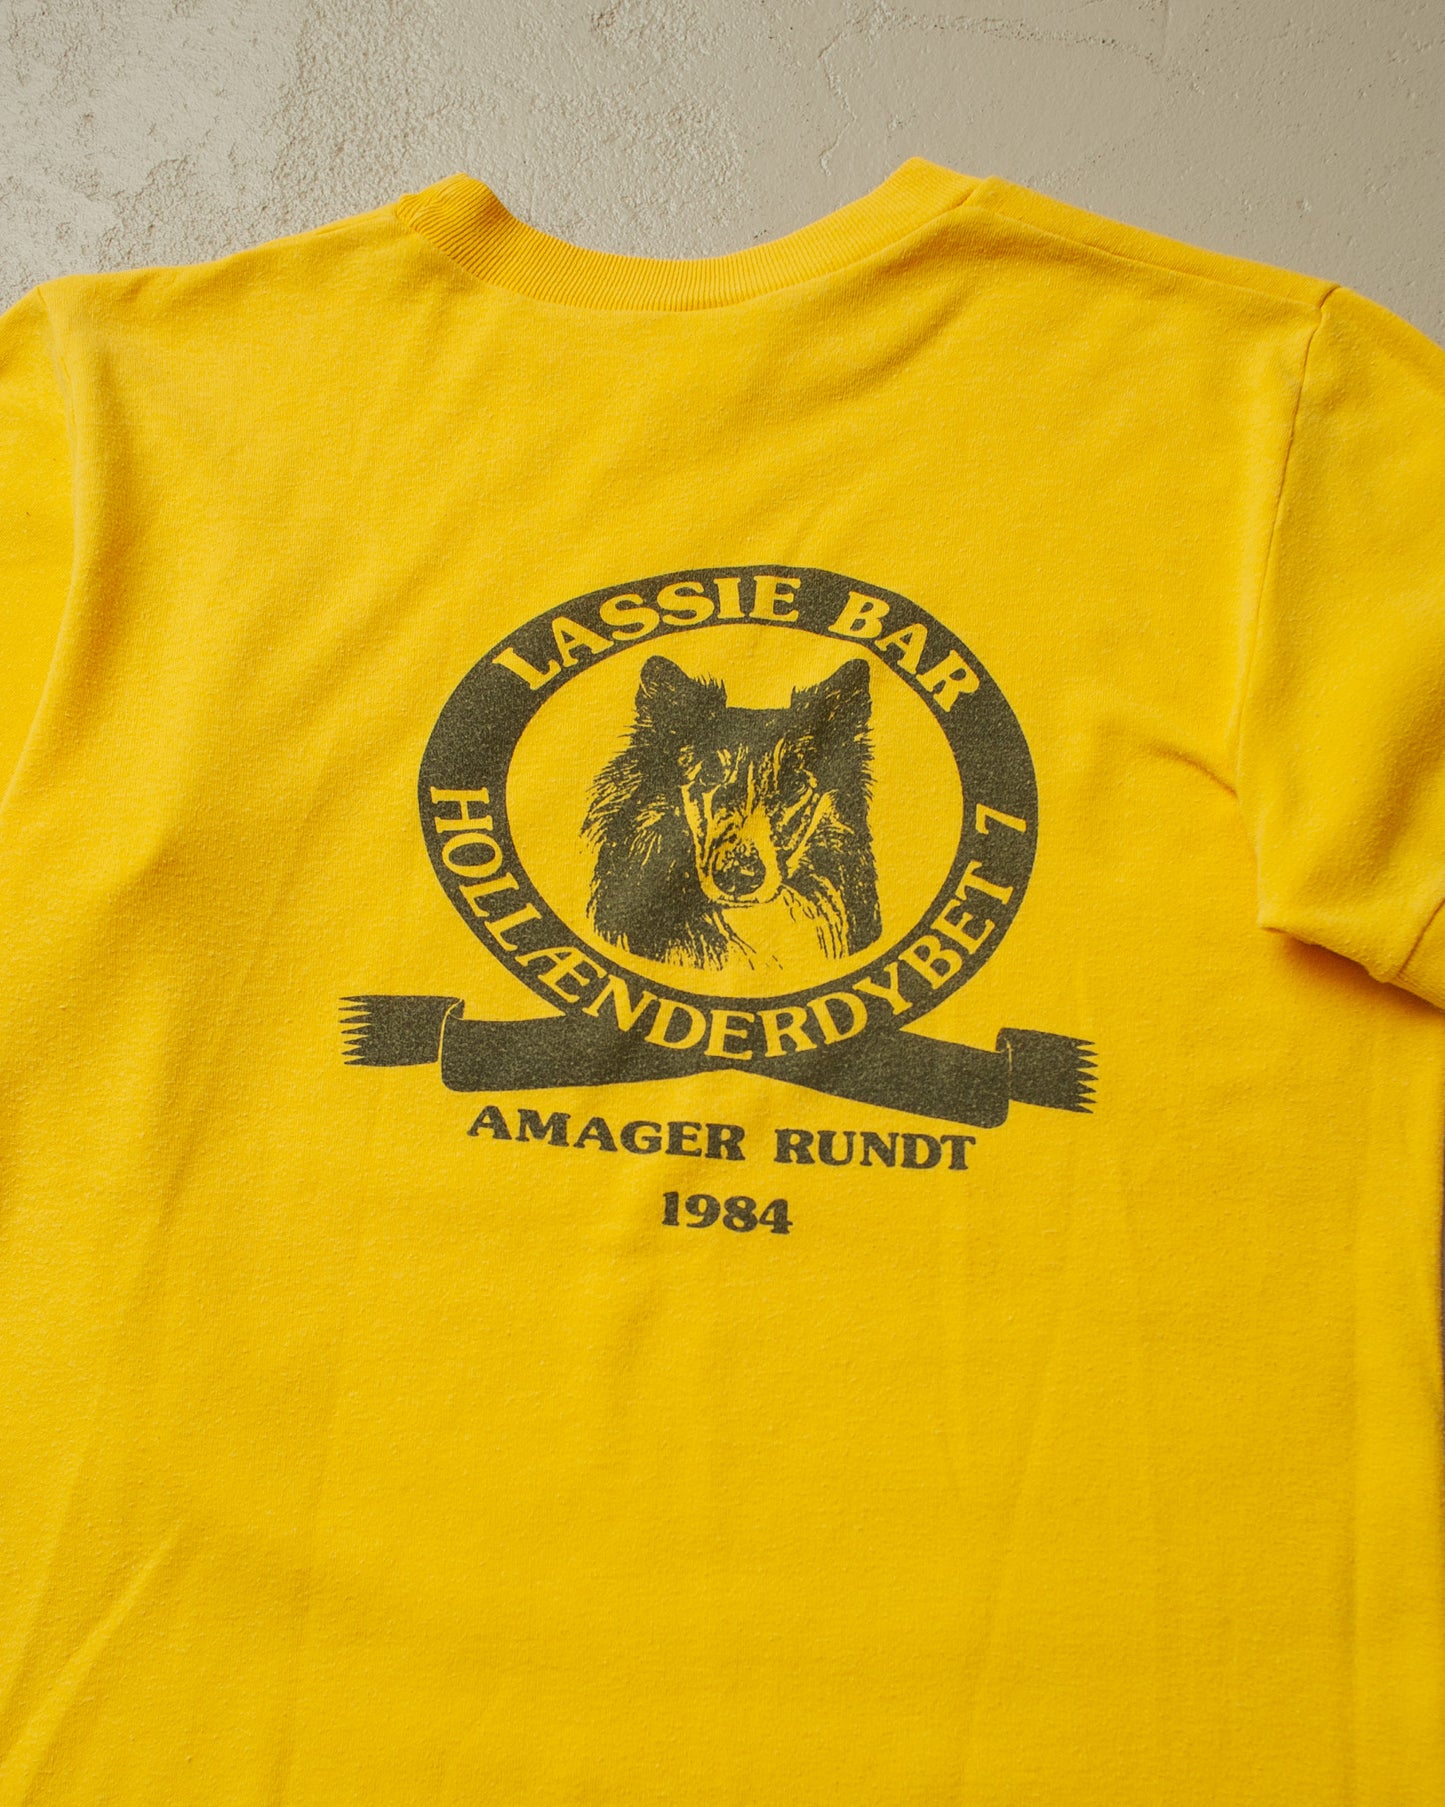 LASSIE BAR
HOLLÆNDERDYBET 7
AMAGER RUNDT
1984